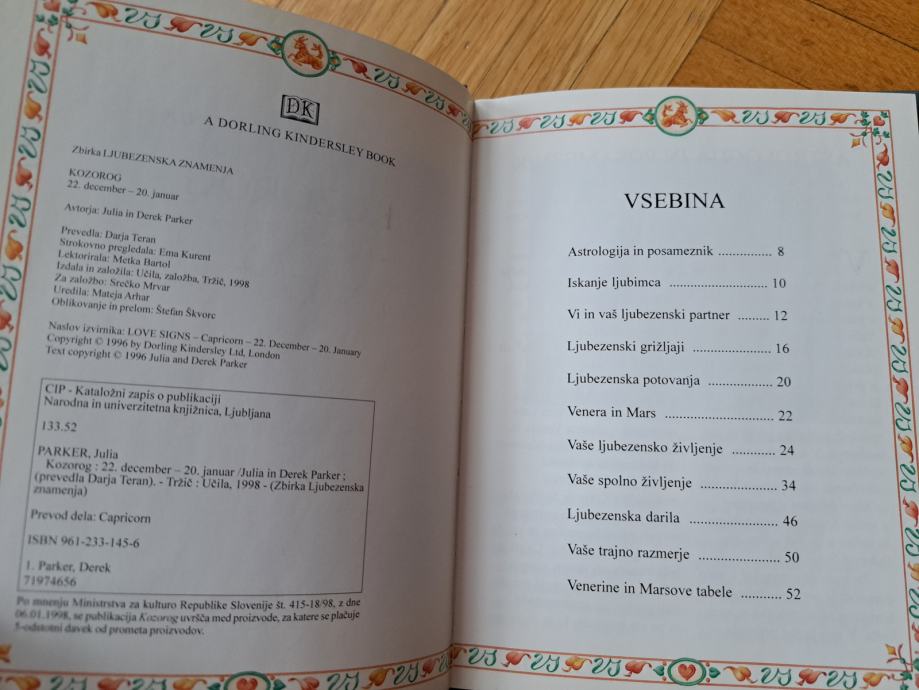 DK
A DORLING KINDERSLEY BOOK
Zbirka LJUBEZENSKA ZNAMENJA
KOZOROG
22. december – 20. januar
Avtorja: Julia in Derek Parker
Prevedla: Darja Teran
Strokovno pregledala: Ema Kurent
Lektorirala: Metka Bartol
Izdala in založila: Učila, založba, Tržič, 1998
Za založbo: Srečko Mrvar
Uredila: Mateja Arhar
Oblikovanje in prelom: Štefan Škvorc
Naslov izvirnika: LOVE SIGNS – Capricorn – 22. December – 20. January
Copyright © 1996 by Dorling Kindersley Ltd, London
Text copyright © 1996 Julia and Derek Parker
CIP - Kataložni zapis o publikaciji
Narodna in univerzitetna knjižnica, Ljubljana
133.52
PARKER, Julia
Kozorog : 22. december – 20. januar /Julia in Derek Parker ;
(prevedla Darja Teran). - Tržič : Učila, 1998 - (Zbirka Ljubezenska
znamenja)
Prevod dela: Capricorn
ISBN 961-233-145-6
1. Parker, Derek
71974656
Po mnenju Ministrstva za kulturo Republike Slovenije št. 415-18/98, z dne
06.01.1998, se publikacija Kozorog uvršča med proizvode, za katere se plačuje
5-odstotni davek od prometa proizvodov.
VSEBINA
Astrologija in posameznik ............... 8
Iskanje ljubimca ........................... 10
Vi in vaš ljubezenski partner ......... 12
Ljubezenski grižljaji ..................... 16
Ljubezenska potovanja ................. 20
Venera in Mars ............................ 22
Vaše ljubezensko življenje ............ 24
Vaše spolno življenje .................... 34
Ljubezenska darila ........................ 46
Vaše trajno razmerje ..................... 50
Venerine in Marsove tabele ........... 52